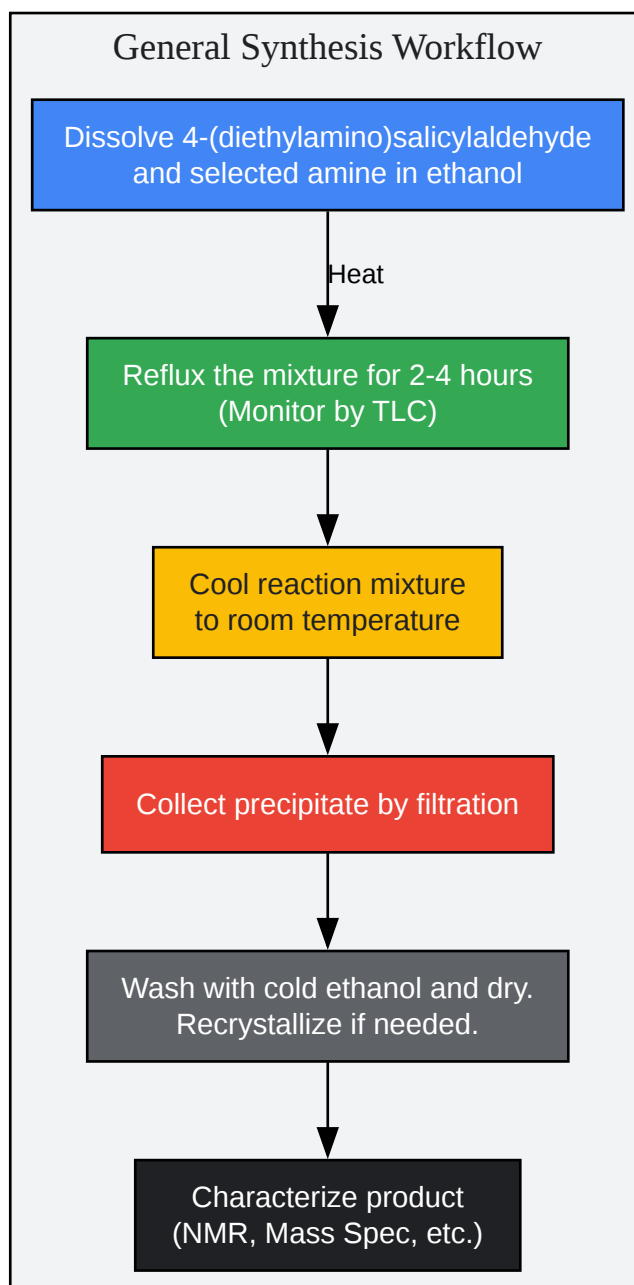 General Synthesis Workflow
Dissolve 4-(diethylamino)salicylaldehyde
and selected amine in ethanol
Heat
Reflux the mixture for 2-4 hours
(Monitor by TLC)
Cool reaction mixture
to room temperature
Collect precipitate by filtration
Wash with cold ethanol and dry.
Recrystallize if needed.
Characterize product
(NMR, Mass Spec, etc.)